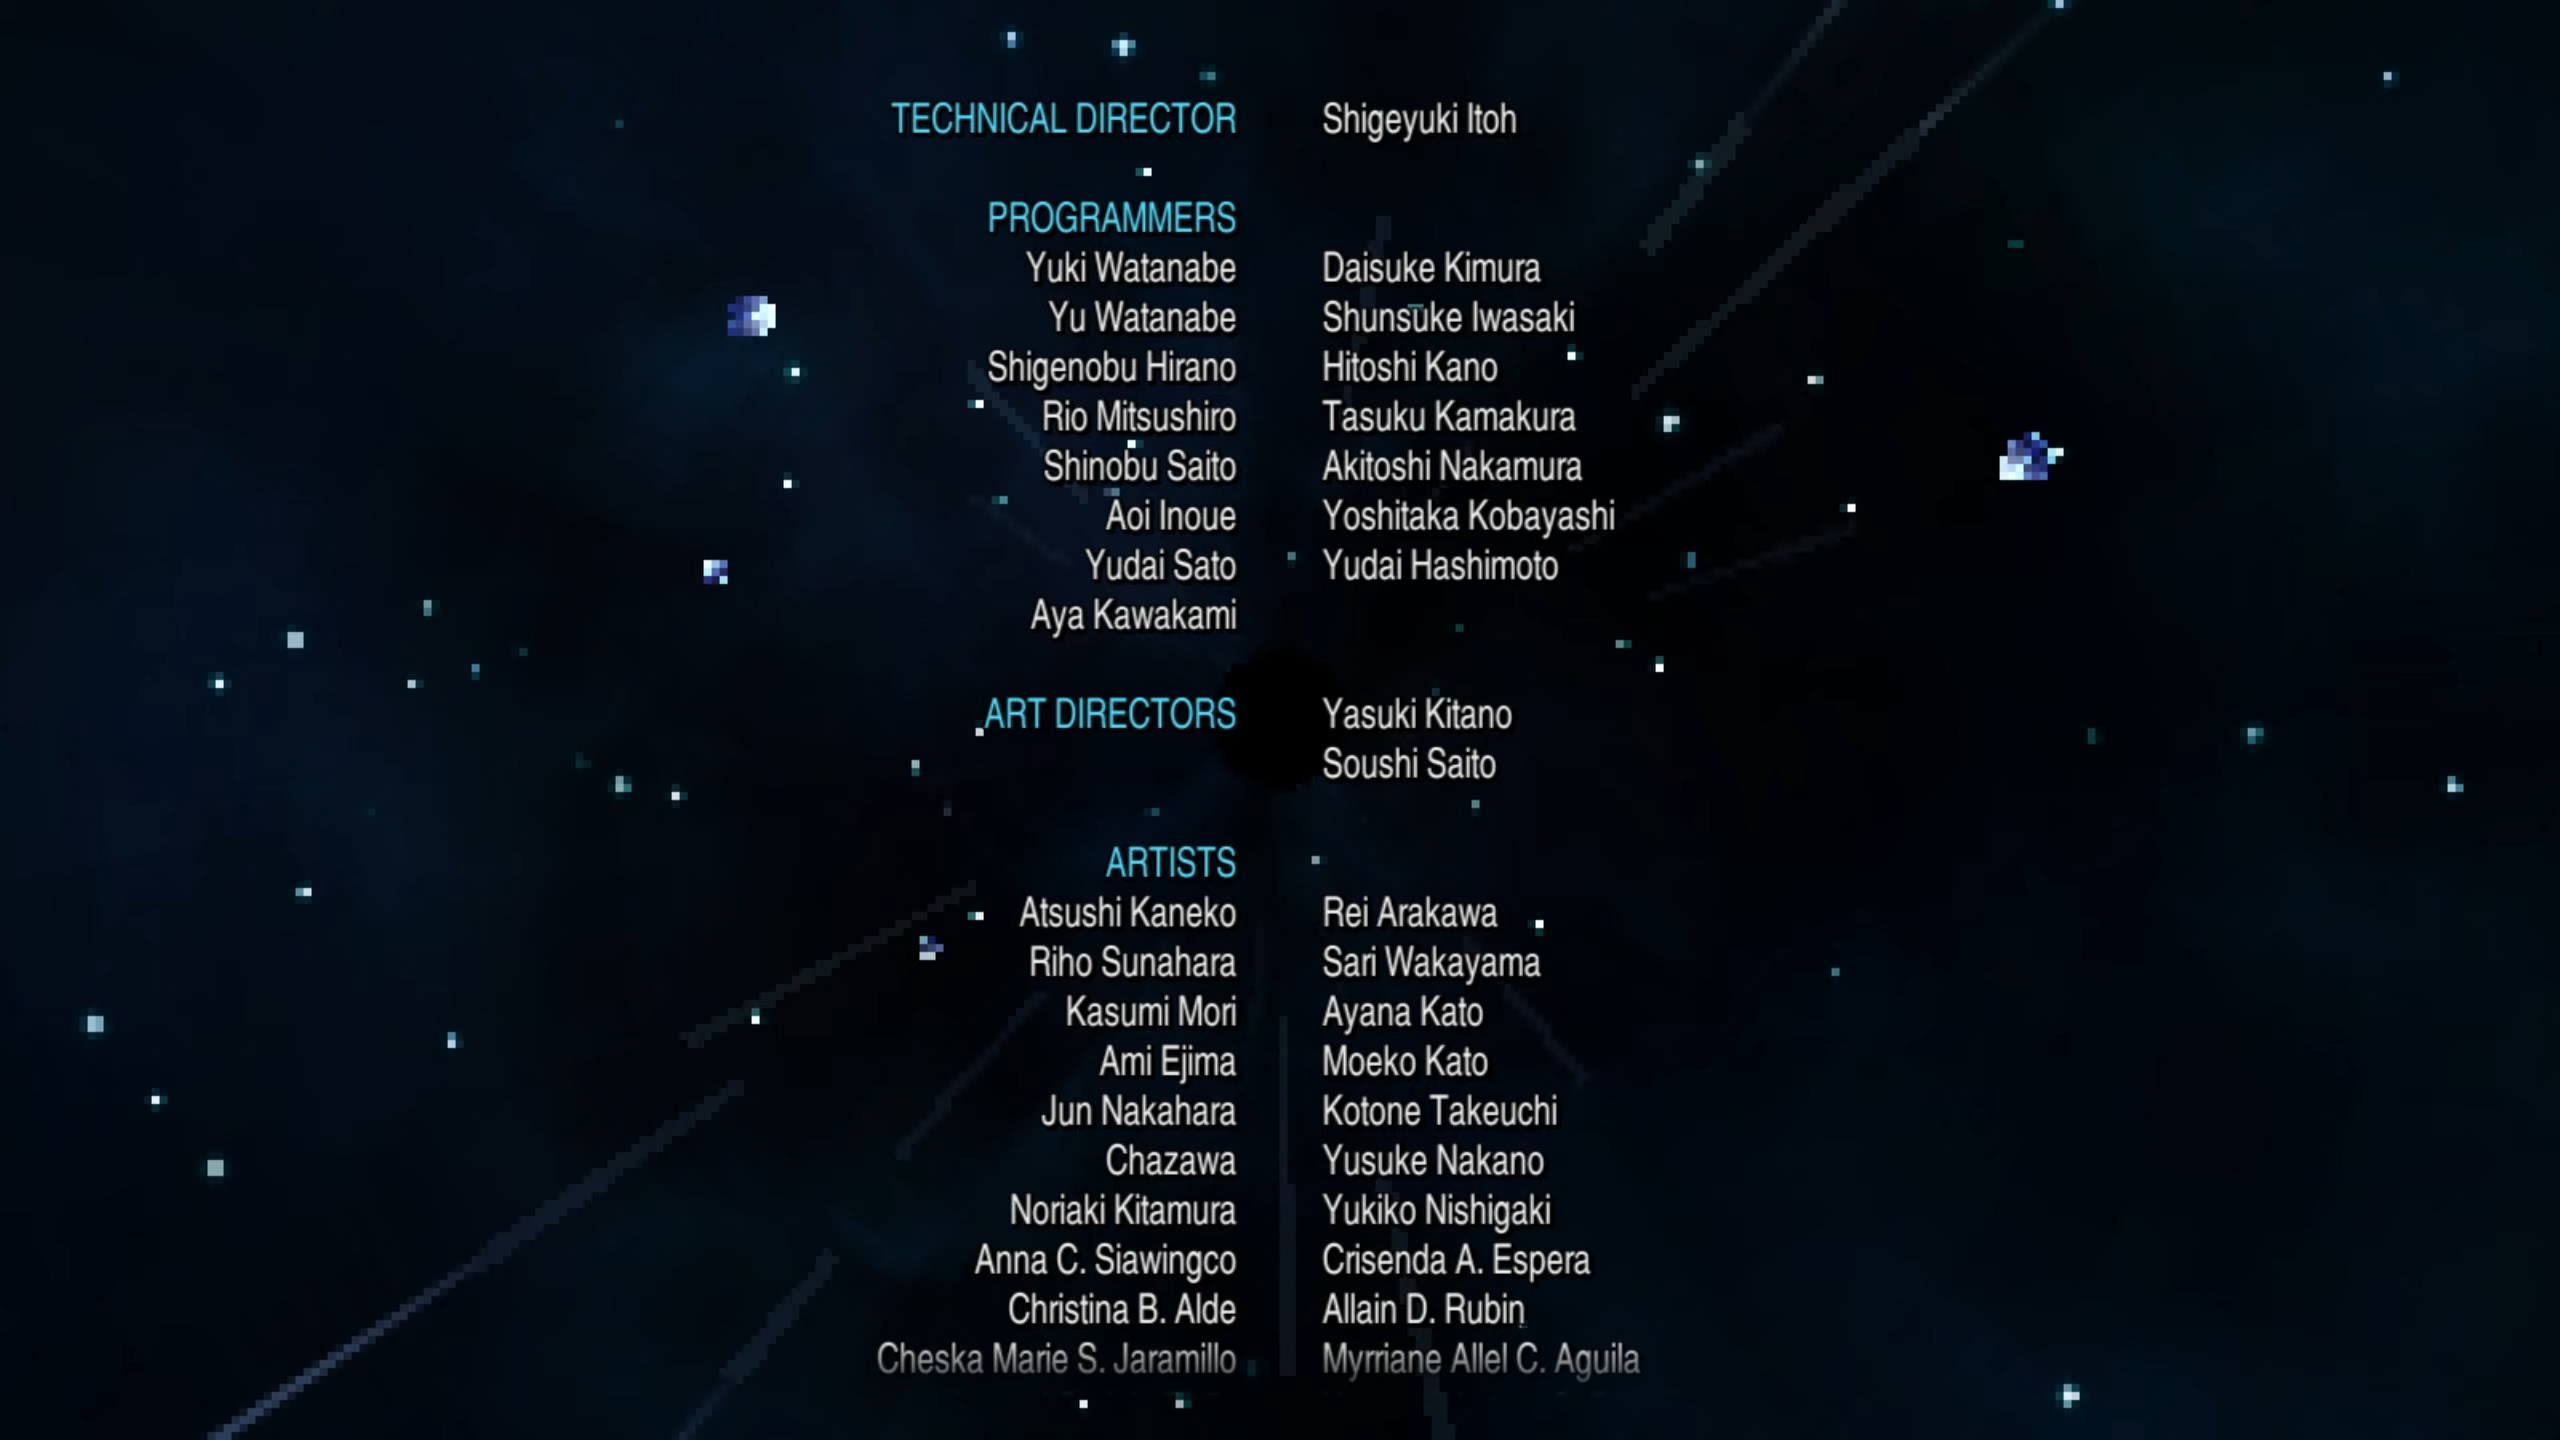 TECHNICAL DIRECTOR Shigeyuki Itoh
PROGRAMMERS
Yuki Watanabe Daisuke Kimura
Yu Watanabe Shunsuke Iwasaki
Shigenobu Hirano Hitoshi Kano
Rio Mitsushiro Tasuku Kamakura
Shinobu Saito Akitoshi Nakamura
Aoi Inoue Yoshitaka Kobayashi
Yudai Sato Yudai Hashimoto
Aya Kawakami
ART DIRECTORS Yasuki Kitano
Soushi Saito
ARTISTS
Atsushi Kaneko Rei Arakawa
Riho Sunahara Sari Wakayama
Kasumi Mori Ayana Kato
Ami Ejima Moeko Kato
Jun Nakahara Kotone Takeuchi
Chazawa Yusuke Nakano
Noriaki Kitamura Yukiko Nishigaki
Anna C. Siawingco Crisenda A. Espera
Christina B. Alde Allain D. Rubin
Cheska Marie S. Jaramillo Myrriane Allel C. Aguila